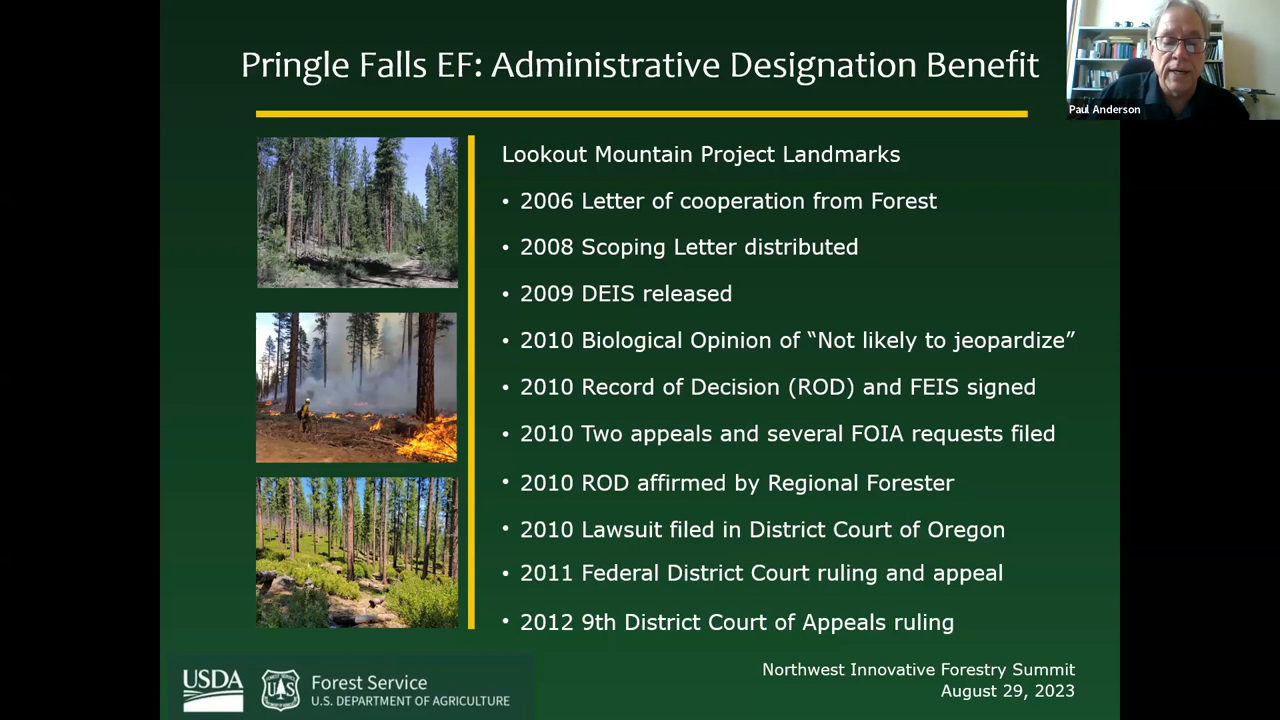 Pringle Falls EF: Administrative Designation Benefit
Paul Anderson
Lookout Mountain Project Landmarks
• 2006 Letter of cooperation from Forest
• 2008 Scoping Letter distributed
• 2009 DEIS released
• 2010 Biological Opinion of “Not likely to jeopardize”
• 2010 Record of Decision (ROD) and FEIS signed
• 2010 Two appeals and several FOIA requests filed
• 2010 ROD affirmed by Regional Forester
• 2010 Lawsuit filed in District Court of Oregon
• 2011 Federal District Court ruling and appeal
• 2012 9th District Court of Appeals ruling
USDA
UAS
Forest Service
U.S. DEPARTMENT OF AGRICULTURE
Northwest Innovative Forestry Summit
August 29, 2023